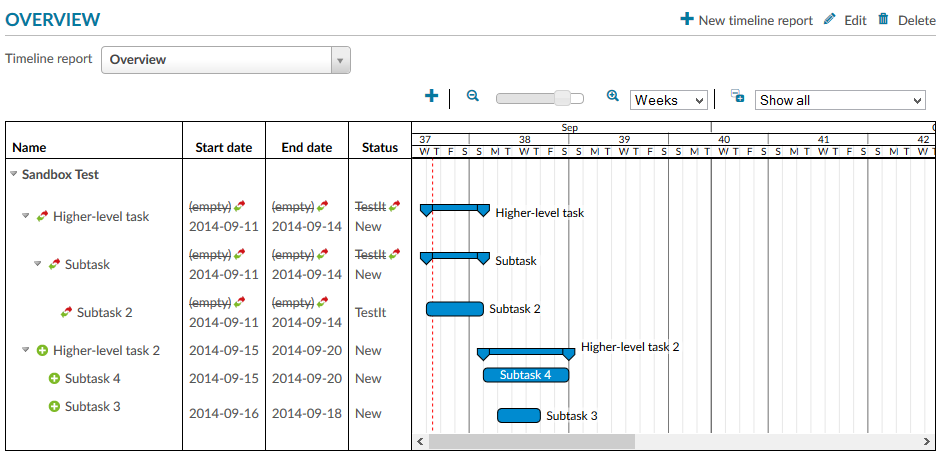 OVERVIEW
New timeline report Edit Delete
Timeline report Overview
Weeks Show all
Sep
37 38 39 40 41 42
Name Start date End date Status
W T F S S M T W T F S S M T W T F S S M T W T F S S M T W T F S S M T W
Sandbox Test
Higher-level task (empty) (empty) TestIt
2014-09-11 2014-09-14 New
Higher-level task
Subtask (empty) (empty) TestIt
2014-09-11 2014-09-14 New
Subtask
Subtask 2 (empty) (empty)
2014-09-11 2014-09-14 TestIt
Subtask 2
Higher-level task 2 2014-09-15 2014-09-20 New Higher-level task 2
Subtask 4 2014-09-15 2014-09-20 New Subtask 4
Subtask 3 2014-09-16 2014-09-18 New Subtask 3